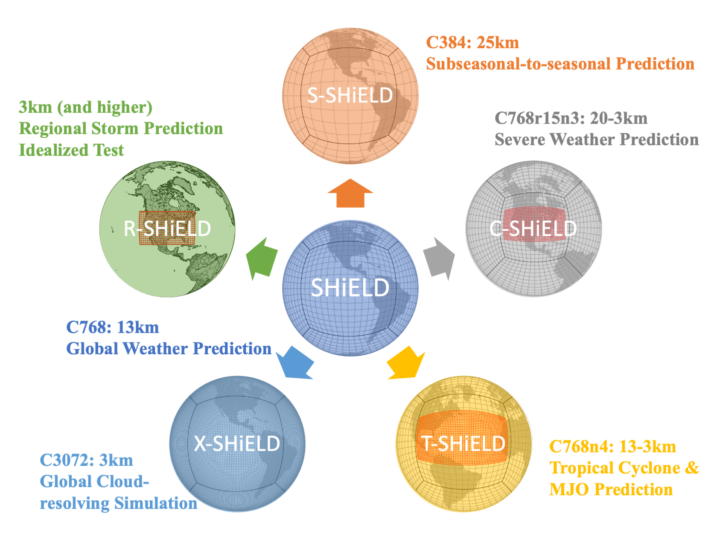 C384: 25km
Subseasonal-to-seasonal Prediction
S-SHiELD
3km (and higher)
Regional Storm Prediction
Idealized Test
R-SHiELD
C768r15n3: 20-3km
Severe Weather Prediction
C-SHiELD
SHiELD
C768: 13km
Global Weather Prediction
X-SHiELD
C3072: 3km
Global Cloud-
resolving Simulation
T-SHiELD
C768n4: 13-3km
Tropical Cyclone &
MJO Prediction